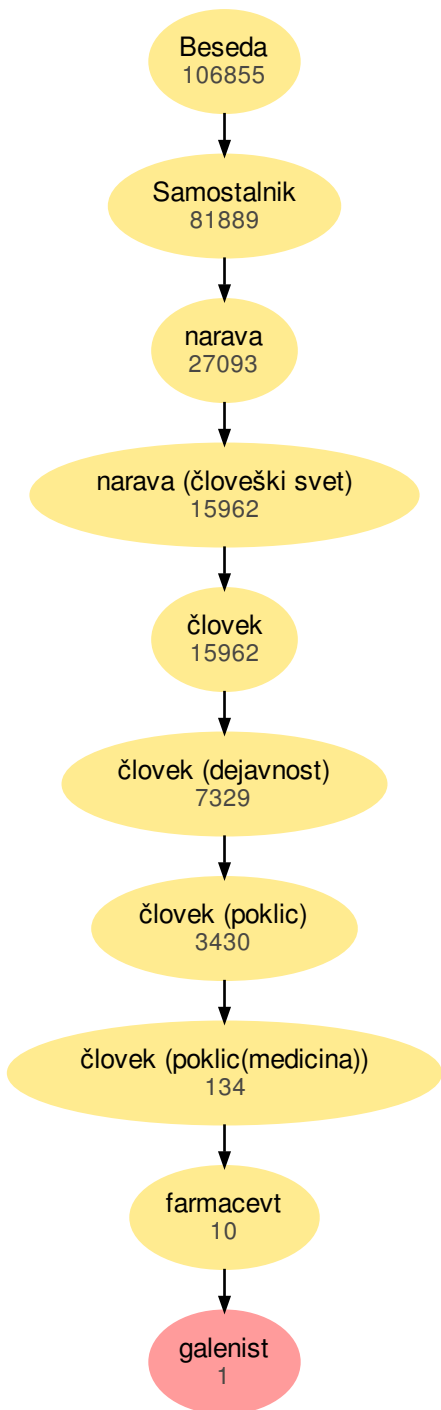 Beseda
106855
Samostalnik
81889
narava
27093
narava (človeški svet)
15962
človek
15962
človek (dejavnost)
7329
človek (poklic)
3430
človek (poklic(medicina))
134
farmacevt
10
galenist
1